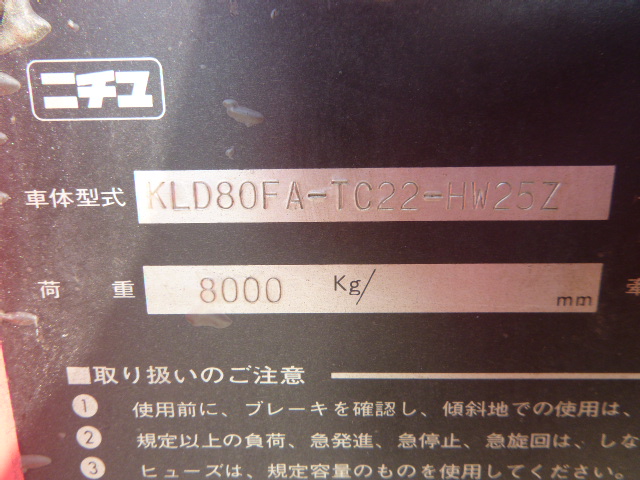 ニチユ
車体型式 KLD80FA-TC22-HW25Z
荷 重 8000 Kg/ mm
■取り扱いのご注意
① 使用前に、ブレーキを確認し、傾斜地での使用は、
② 規定以上の負荷、急発進、急停止、急旋回は、しな
③ ヒューズは、規定容量のものを使用してください。